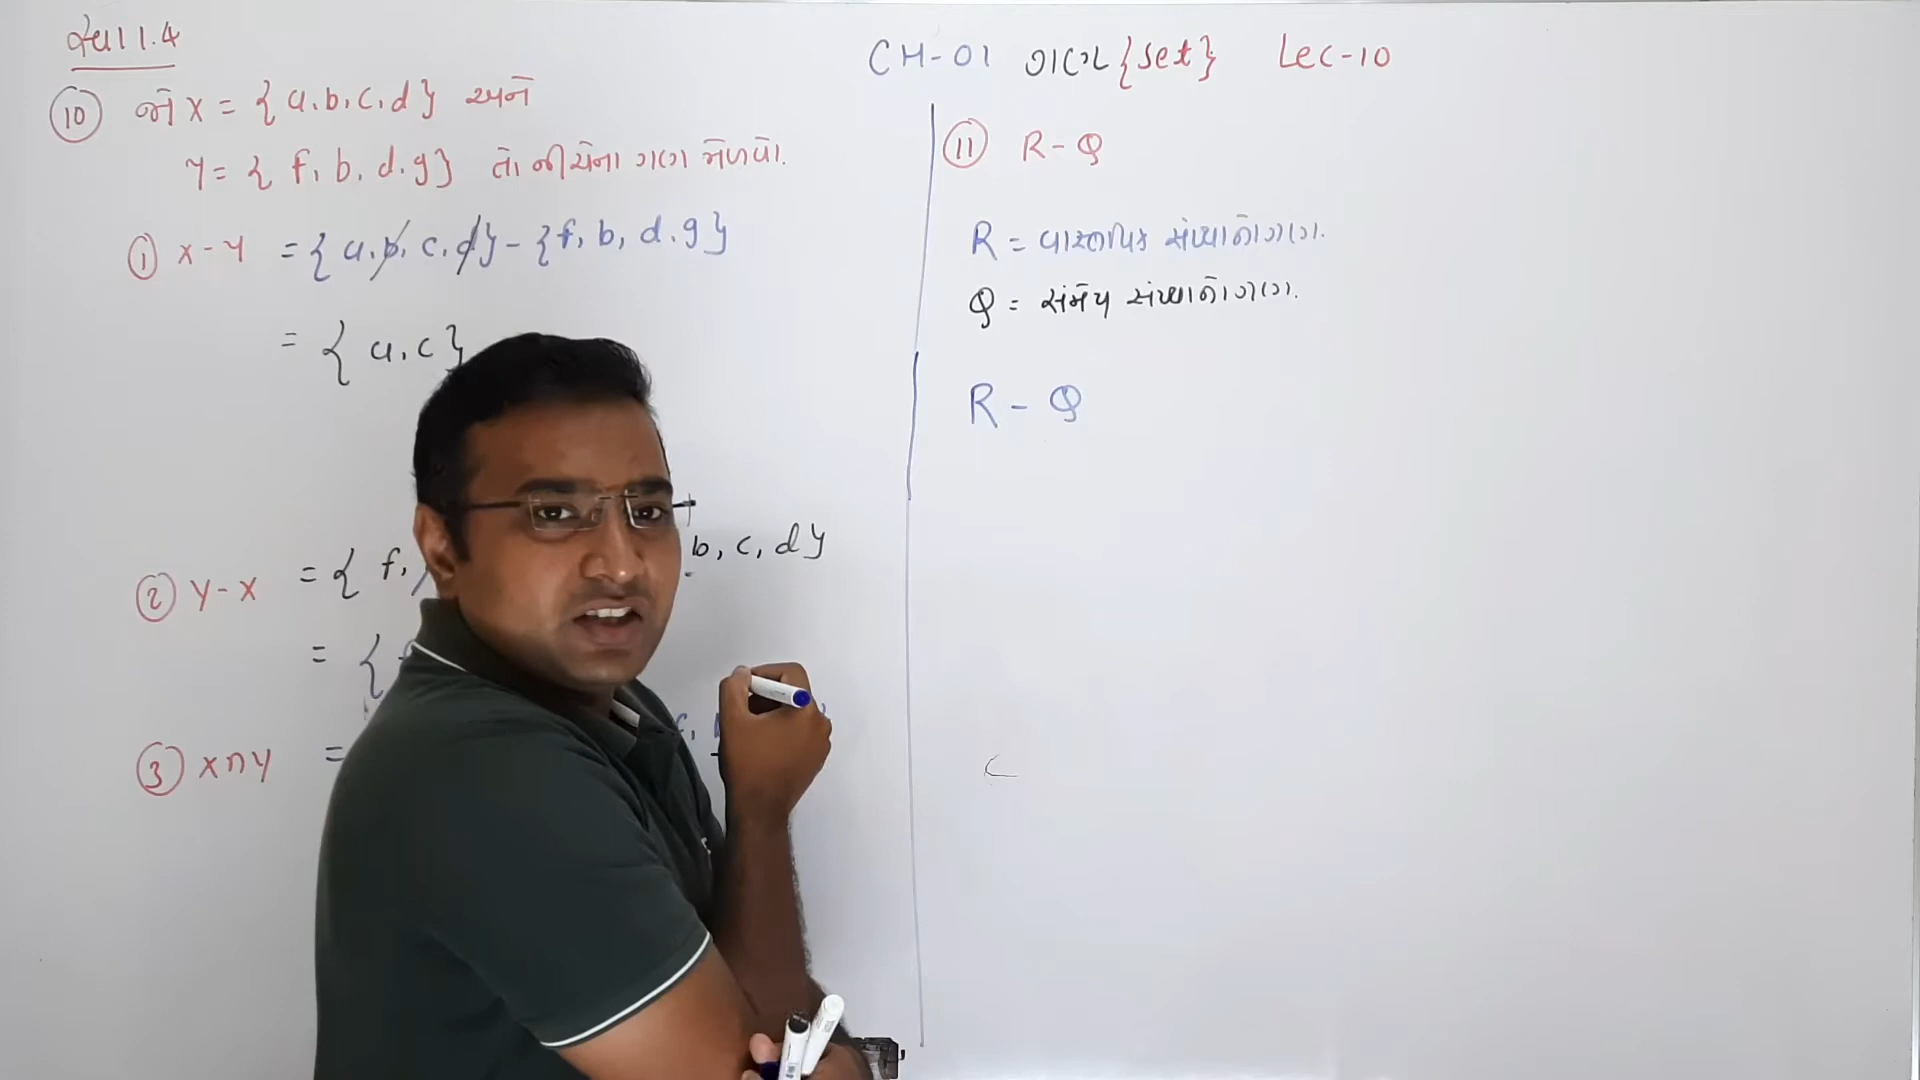 સ્વા 1.4
CH-01 ગણ {set} Lec-10
10 જો X = {a, b, c, d} અને
Y = { f, b, d, g} તો નીચેના ગણ મેળવો.
1 X - Y = { a, b, c, d} - {f, b, d, g}
= { a, c}
2 Y - X = { f, b, c, d}
= {
3 X ∩ Y = f,
11 R - Q
R = વાસ્તવિક સંખ્યાનો ગણ.
Q = સંમેય સંખ્યાનો ગણ.
R - Q